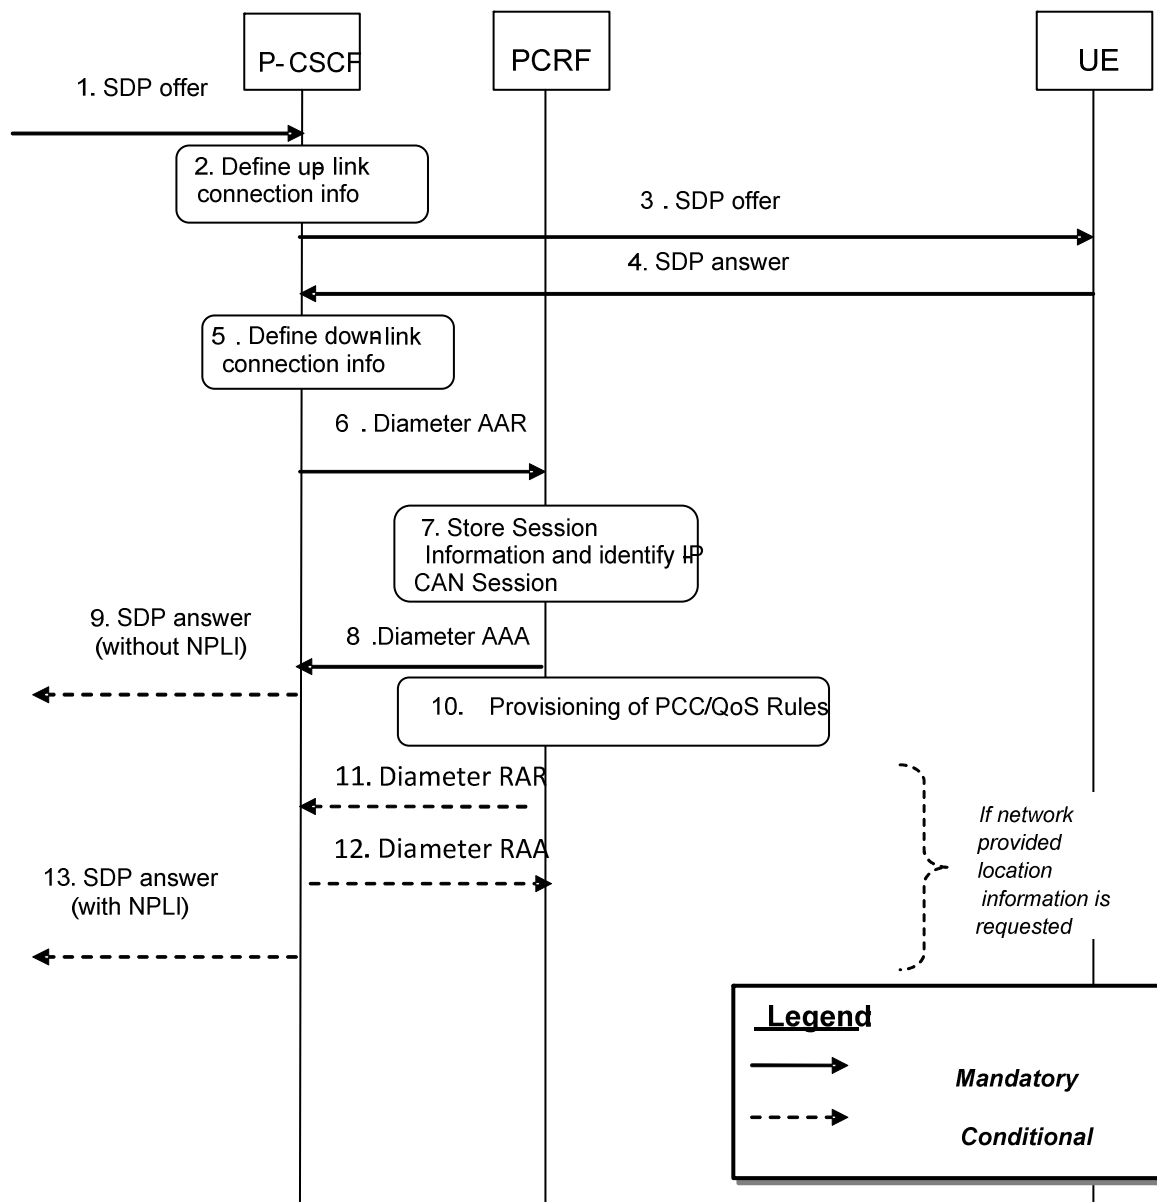 P-CSCF
PCRF
UE
1. SDP offer
2. Define up-link
connection info
3 . SDP offer
4. SDP answer
5 . Define down-link
connection info
6 . Diameter AAR
7. Store Session
Information and identify IP-
CAN Session
9. SDP answer
(without NPLI)
8 .Diameter AAA
10. Provisioning of PCC/QoS Rules
11. Diameter RAR
12. Diameter RAA
13. SDP answer
(with NPLI)
If network
provided
location
information is
requested
Legend:
Mandatory
Conditional